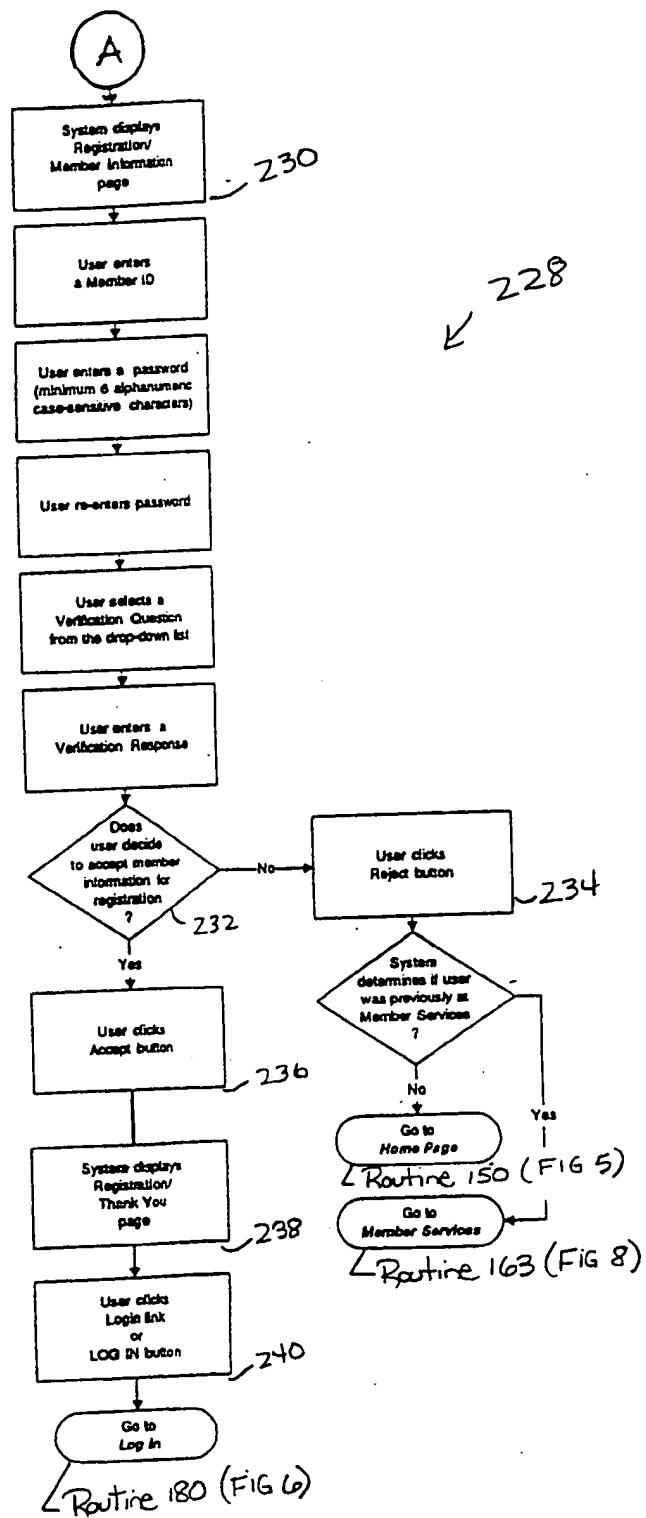 A
System displays
Registration/
Member Information
page
230
User enters
a Member ID
228
User enters a password
(minimum 6 alphanumeric
case-sensitive characters)
User re-enters password
User selects a
Verification Question
from the drop-down list
User enters a
Verification Response
Does
user decide
to accept member
information for
registration
?
232
No
User clicks
Reject button
234
Yes
System
determines if user
was previously at
Member Services
?
User clicks
Accept button
236
No
Yes
Go to
Home Page
Routine 150 (FIG 5)
System displays
Registration/
Thank You
page
238
Go to
Member Services
Routine 163 (FIG 8)
User clicks
Login link
or
LOG IN button
240
Go to
Log In
Routine 180 (FIG 6)